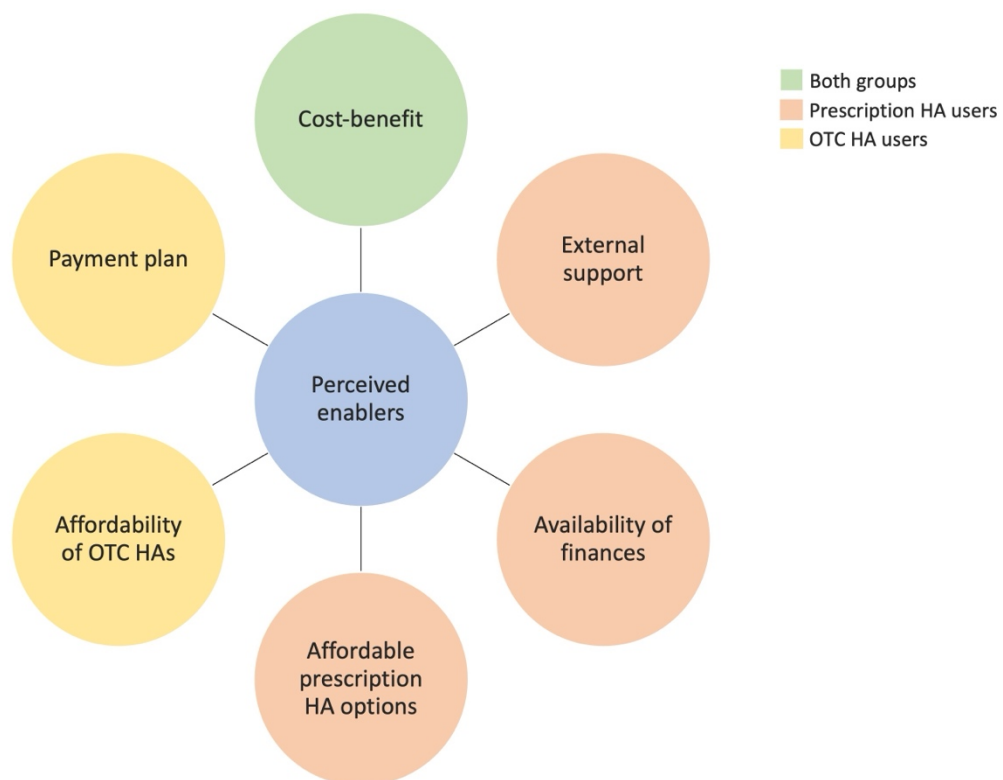 Cost-benefit
Both groups
Prescription HA users
OTC HA users
Payment plan
External
support
Perceived
enablers
Affordability
of OTC HAs
Availability of
finances
Affordable
prescription
HA options